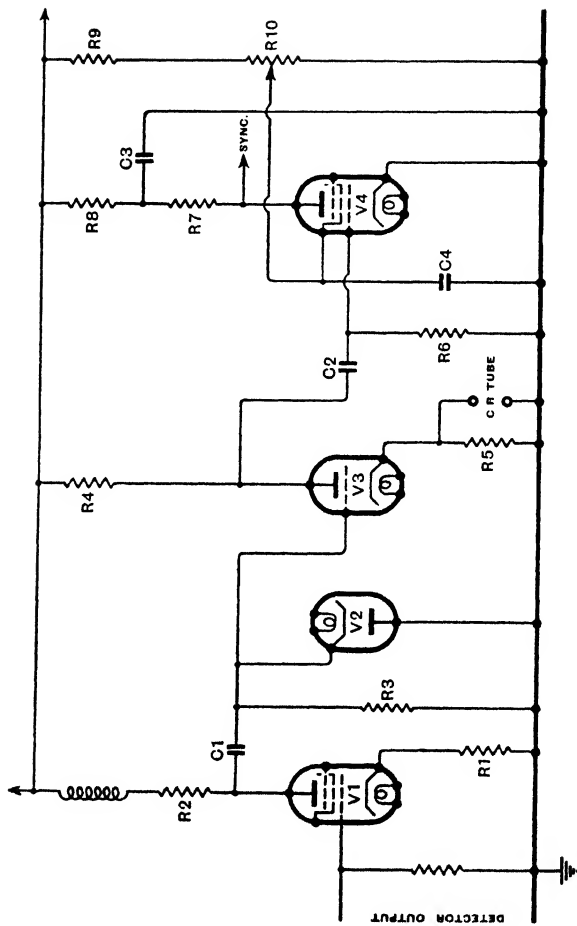 DETECTOR OUTPUT
R1
V1
R2
C1
R3
V2
V3
R4
R5
C R TUBE
C2
R6
C4
V4
SYNC.
R7
R8
C3
R9
R10